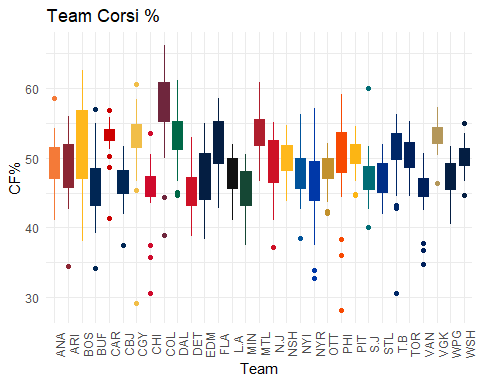 Team Corsi %
CF%
60
50
40
30
ANA
ARI
BOS
BUF
CAR
CBJ
CGY
CHI
COL
DAL
DET
EDM
FLA
L.A
MIN
MTL
N.J
NSH
NYI
NYR
OTT
PHI
PIT
S.J
STL
T.B
TOR
VAN
VGK
WPG
WSH
Team